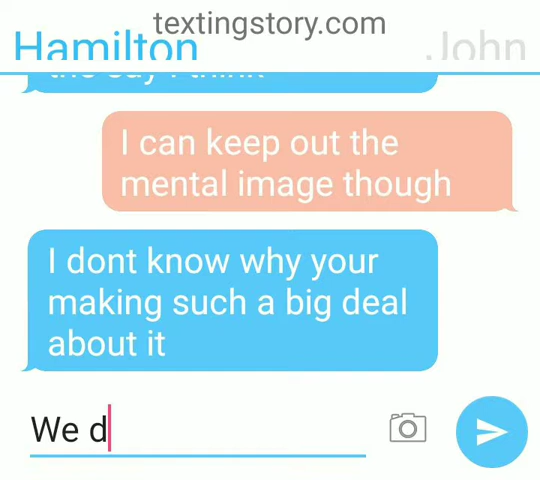 textingstory.com
Hamilton
John
I can keep out the
mental image though
I dont know why your
making such a big deal
about it
We d